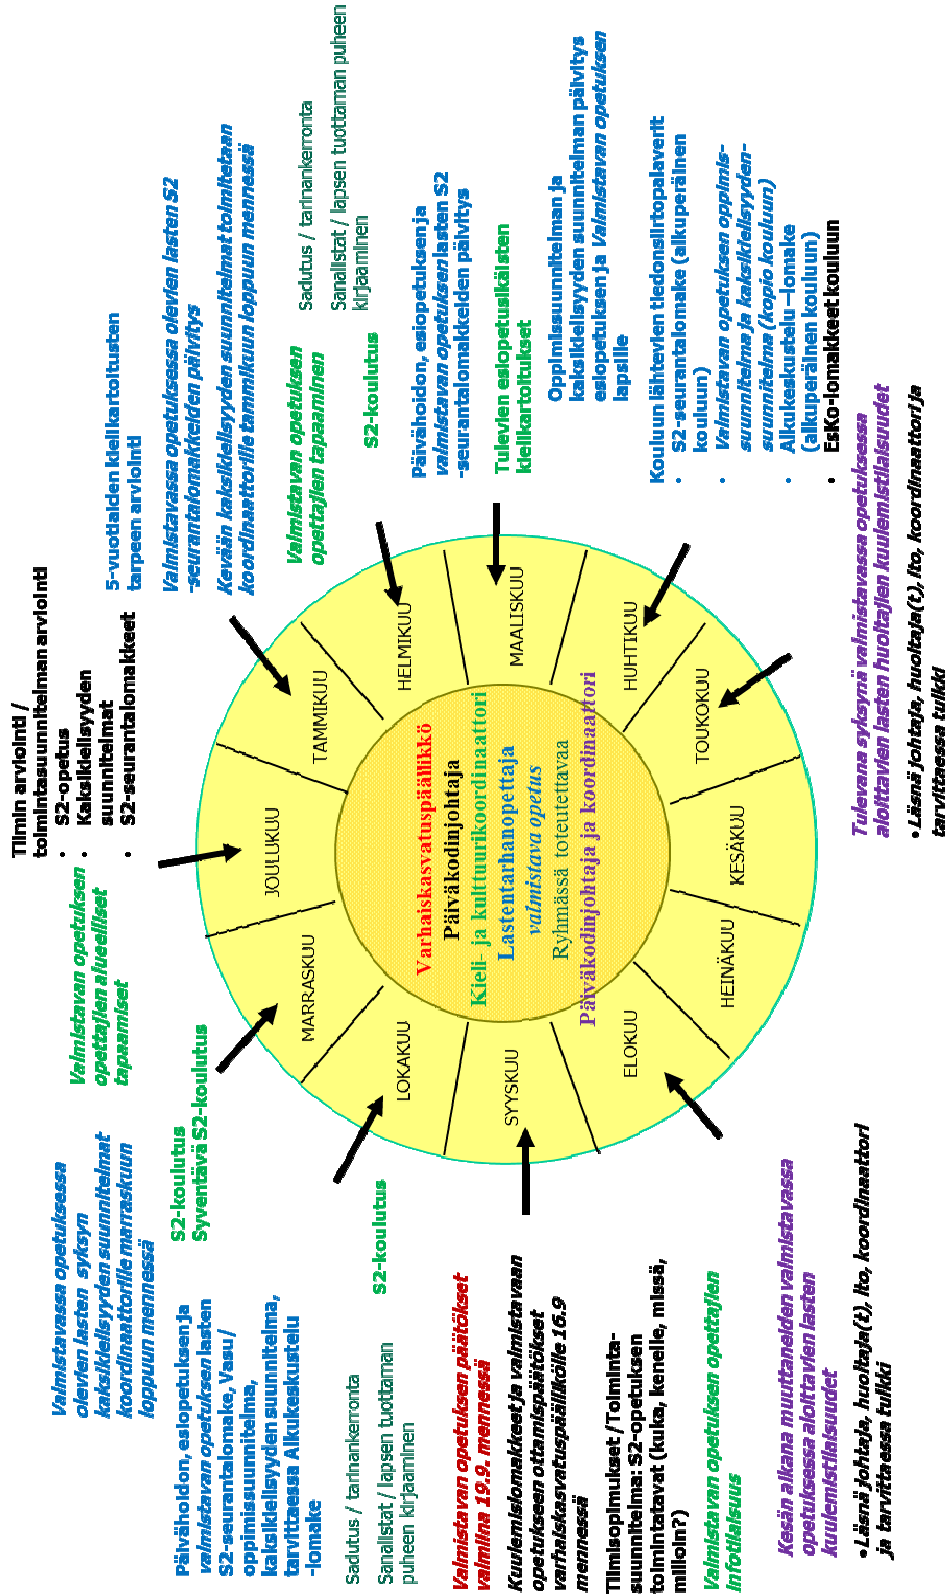 Tiimin arviointi /
toimintasuunnitelman arviointi
• S2-opetus
• Kaksikielisyyden
suunnitelmat
• S2-seurantalomakkeet
5-vuotiaiden kielikartoitusten
tarpeen arviointi
Valmistavassa opetuksessa olevien lasten S2
-seurantalomakkeiden päivitys
Kevään kaksikielisyyden suunnitelmat toimitetaan
koordinaattorille tammikuun loppuun mennessä
Valmistavan opetuksen
opettajien tapaaminen
Sadutus / tarinankerronta
Sanalistat / lapsen tuottaman puheen
kirjaaminen
S2-koulutus
Päivähoidon, esiopetuksen ja
valmistavan opetuksen lasten S2
-seurantalomakkeiden päivitys
Tulevien esiopetusikäisten
kielikartoitukset
Oppimissuunnitelman ja
kaksikielisyyden suunnitelman päivitys
esiopetuksen ja Valmistavan opetuksen
lapsille
Kouluun lähtevien tiedonsiirtopalaverit
• S2-seurantalomake (alkuperäinen
kouluun)
• Valmistavan opetuksen oppimis-
suunnitelma ja kaksikielisyyden-
suunnitelma (kopio kouluun)
• Alkukeskustelu –lomake
(alkuperäinen kouluun)
• EsKo-lomakkeet kouluun
Tulevana syksynä valmistavassa opetuksessa
aloittavien lasten huoltajien kuulemistilaisuudet
•Läsnä johtaja, huoltaja(t), lto, koordinaattori ja
tarvittaessa tulkki
Valmistavan opetuksen
opettajien alueelliset
tapaamiset
Valmistavassa opetuksessa
olevien lasten syksyn
kaksikielisyyden suunnitelmat
koordinaattorille marraskuun
loppuun mennessä
S2-koulutus
Syventävä S2-koulutus
Päivähoidon, esiopetuksen ja
valmistavan opetuksen lasten
S2-seurantalomake, Vasu /
oppimissuunnitelma,
kaksikielisyyden suunnitelma,
tarvittaessa Alkukeskustelu
-lomake
Sadutus / tarinankerronta
Sanalistat / lapsen tuottaman
puheen kirjaaminen
S2-koulutus
Valmistavan opetuksen päätökset
valmiina 19.9. mennessä
Kuulemislomakkeet ja valmistavaan
opetukseen ottamispäätökset
varhaiskasvatuspäällikölle 16.9
mennessä
Tiimisopimukset/Toiminta-
suunnitelma: S2-opetuksen
toimintatavat (kuka, kenelle, missä,
milloin?)
Valmistavan opetuksen opettajien
infotilaisuus
Kesän aikana muuttaneiden valmistavassa
opetuksessa aloittavien lasten
kuulemistilaisuudet
•Läsnä johtaja, huoltaja(t), lto, koordinaattori
ja tarvittaessa tulkki
TAMMIKUU
HELMIKUU
MAALISKUU
HUHTIKUU
TOUKOKUU
KESÄKUU
HEINÄKUU
ELOKUU
SYYSKUU
LOKAKUU
MARRASKUU
JOULUKUU
Varhaiskasvatuspäällikkö
Päiväkodinjohtaja
Kieli- ja kulttuurikoordinaattori
Lastentarhanopettaja
valmistava opetus
Ryhmässä toteutettavaa
Päiväkodinjohtaja ja koordinaattori